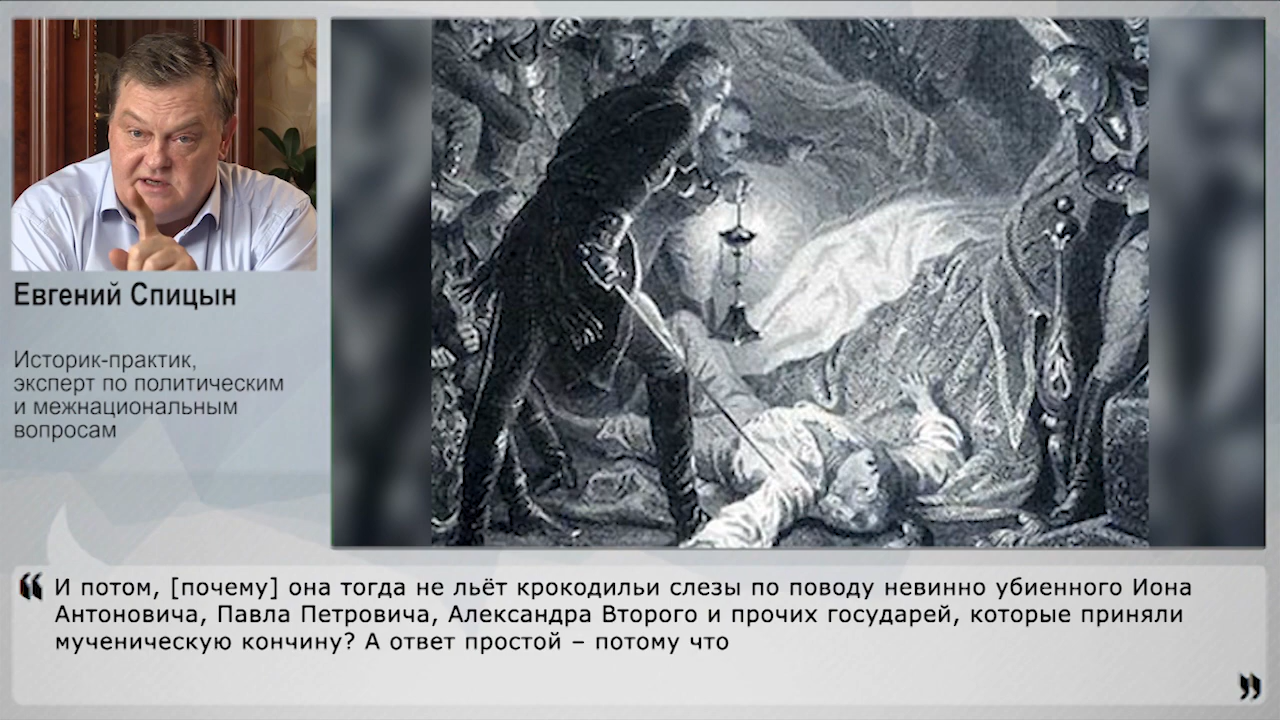 Евгений Спицын
Историк-практик,
эксперт по политическим
и межнациональным
вопросам
“ И потом, [почему] она тогда не льёт крокодильи слезы по поводу невинно убиенного Иона
Антоновича, Павла Петровича, Александра Второго и прочих государей, которые приняли
мученическую кончину? А ответ простой – потому что
”